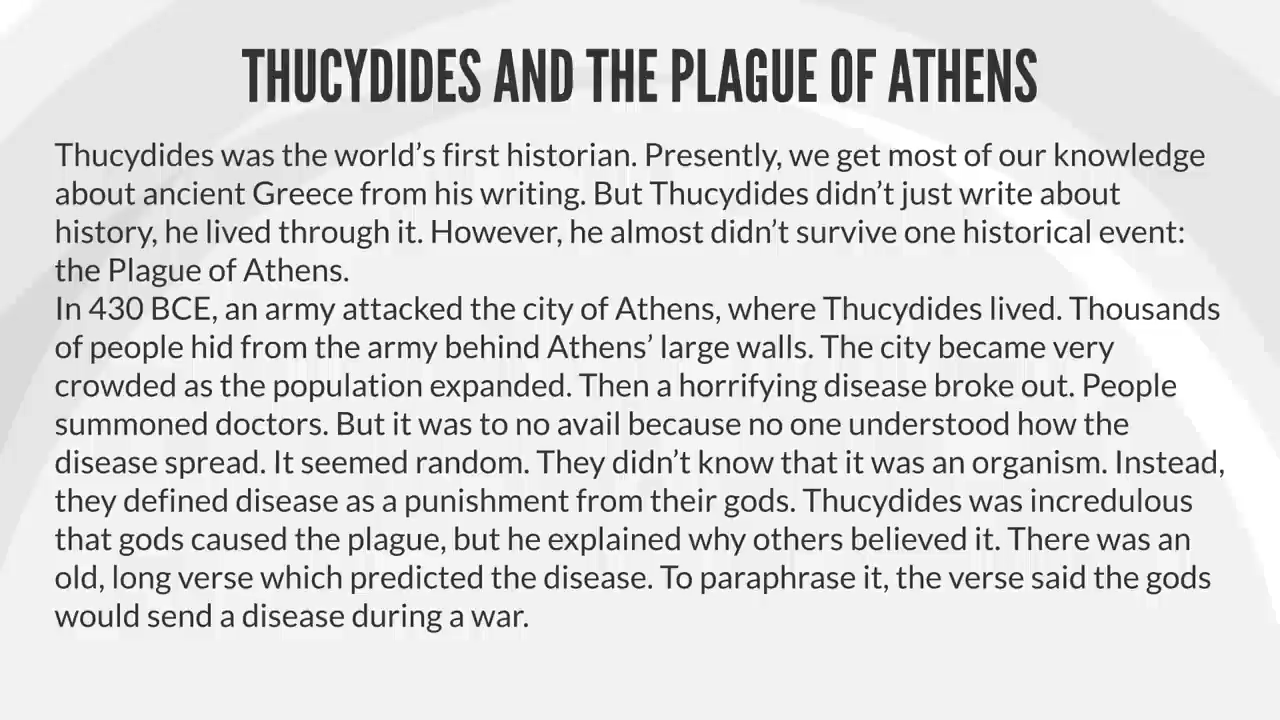 THUCYDIDES AND THE PLAGUE OF ATHENS
Thucydides was the world’s first historian. Presently, we get most of our knowledge
about ancient Greece from his writing. But Thucydides didn’t just write about
history, he lived through it. However, he almost didn’t survive one historical event:
the Plague of Athens.
In 430 BCE, an army attacked the city of Athens, where Thucydides lived. Thousands
of people hid from the army behind Athens’ large walls. The city became very
crowded as the population expanded. Then a horrifying disease broke out. People
summoned doctors. But it was to no avail because no one understood how the
disease spread. It seemed random. They didn’t know that it was an organism. Instead,
they defined disease as a punishment from their gods. Thucydides was incredulous
that gods caused the plague, but he explained why others believed it. There was an
old, long verse which predicted the disease. To paraphrase it, the verse said the gods
would send a disease during a war.